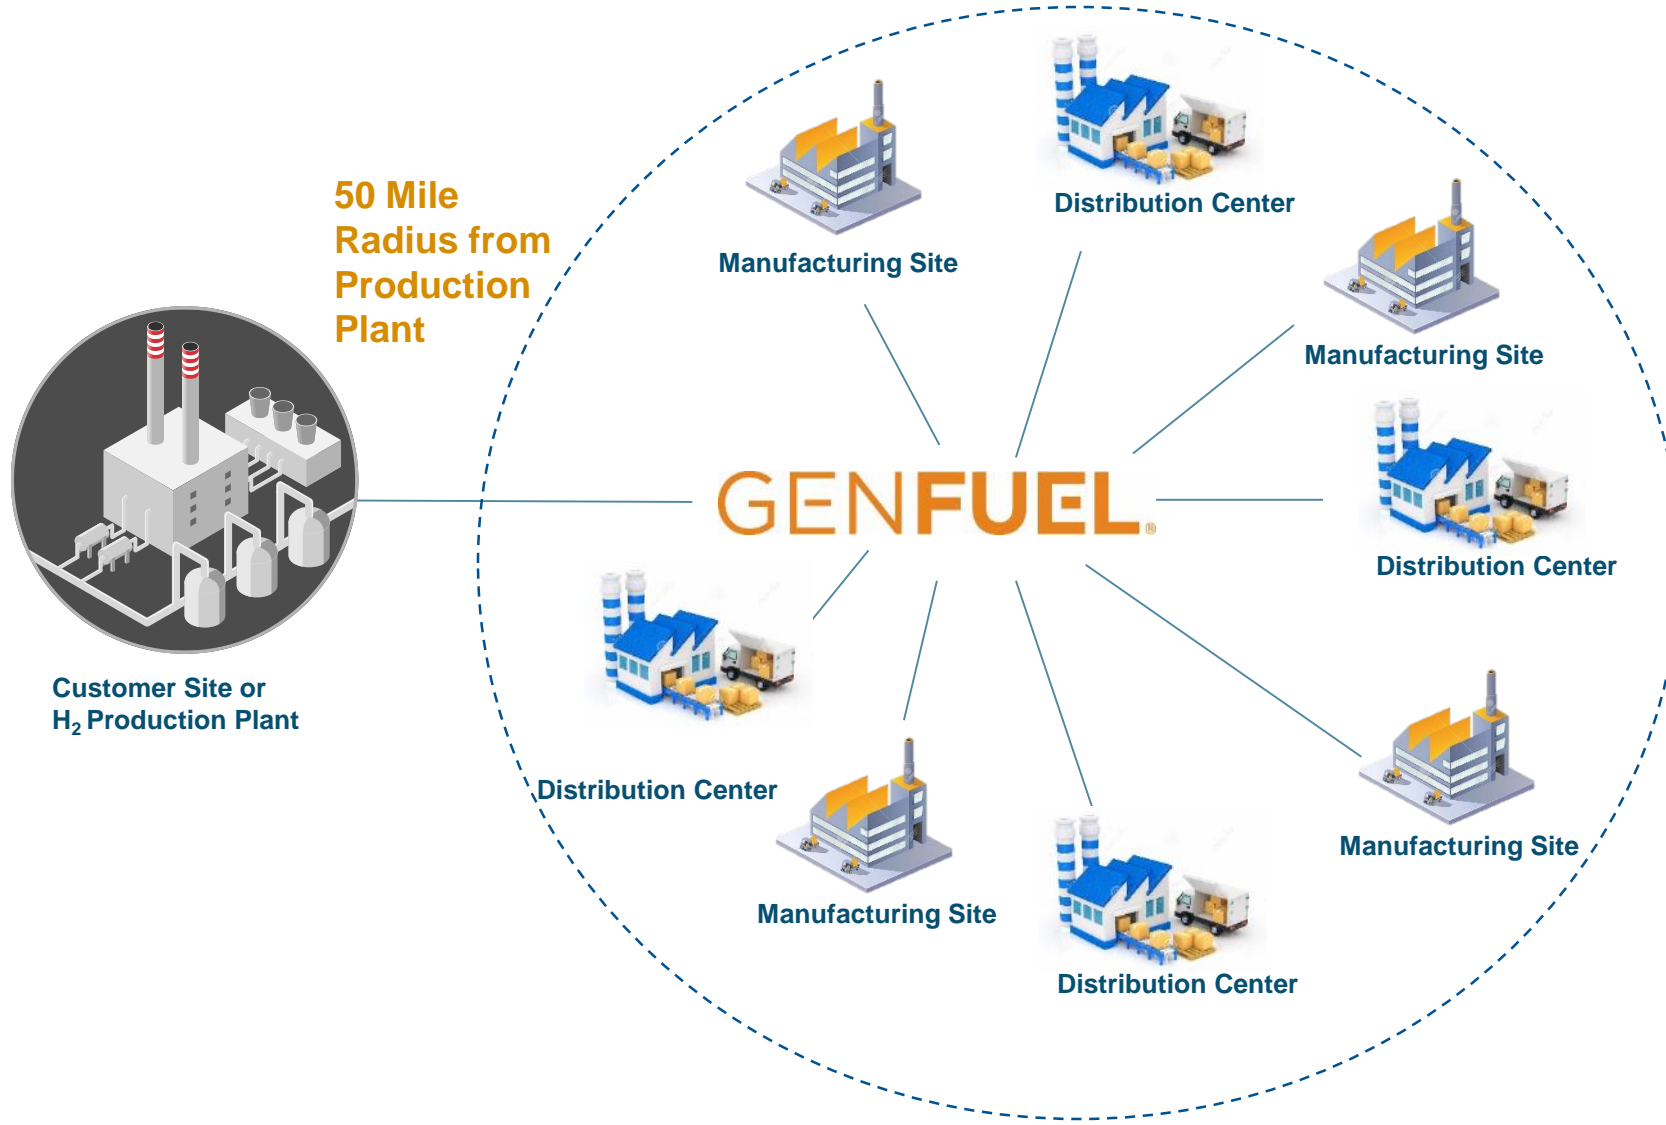 50 Mile
Radius from
Production
Plant
Customer Site or
H₂ Production Plant
Manufacturing Site
Distribution Center
Manufacturing Site
Distribution Center
GENFUEL®
Distribution Center
Manufacturing Site
Distribution Center
Manufacturing Site